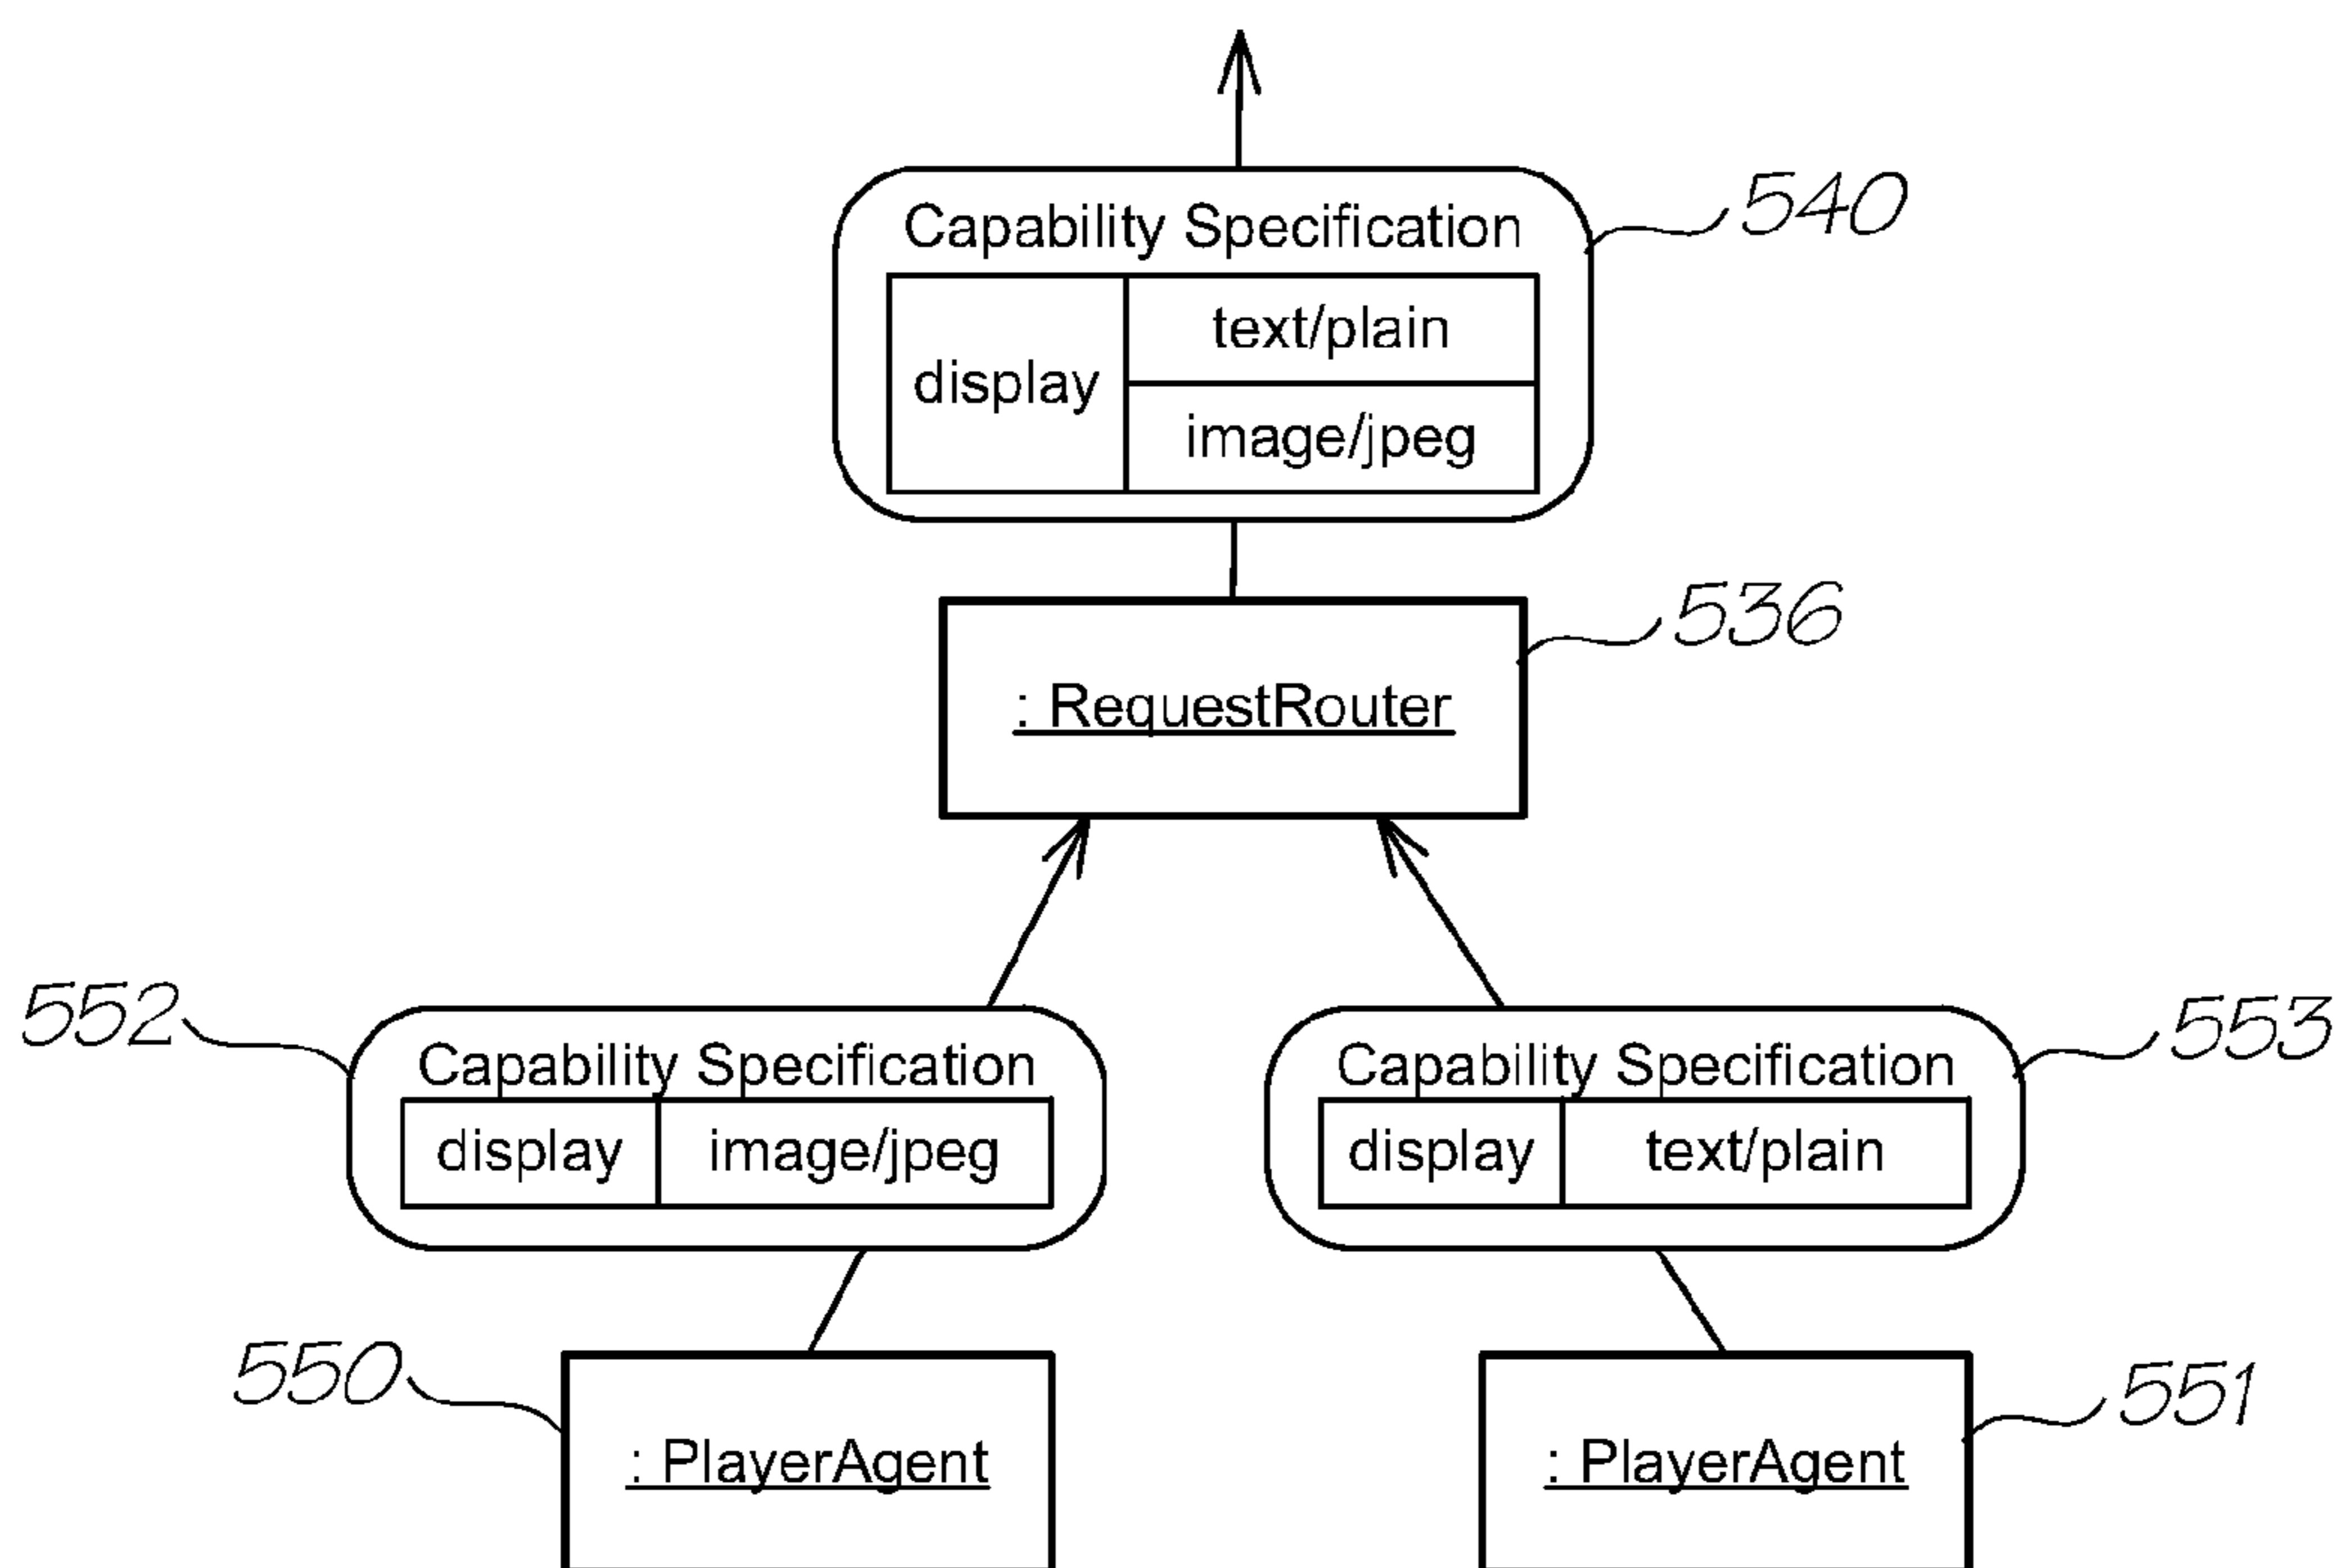 Capability Specification
540
display
text/plain
image/jpeg
536
: RequestRouter
552
Capability Specification
display
image/jpeg
Capability Specification
553
display
text/plain
550
: PlayerAgent
: PlayerAgent
551